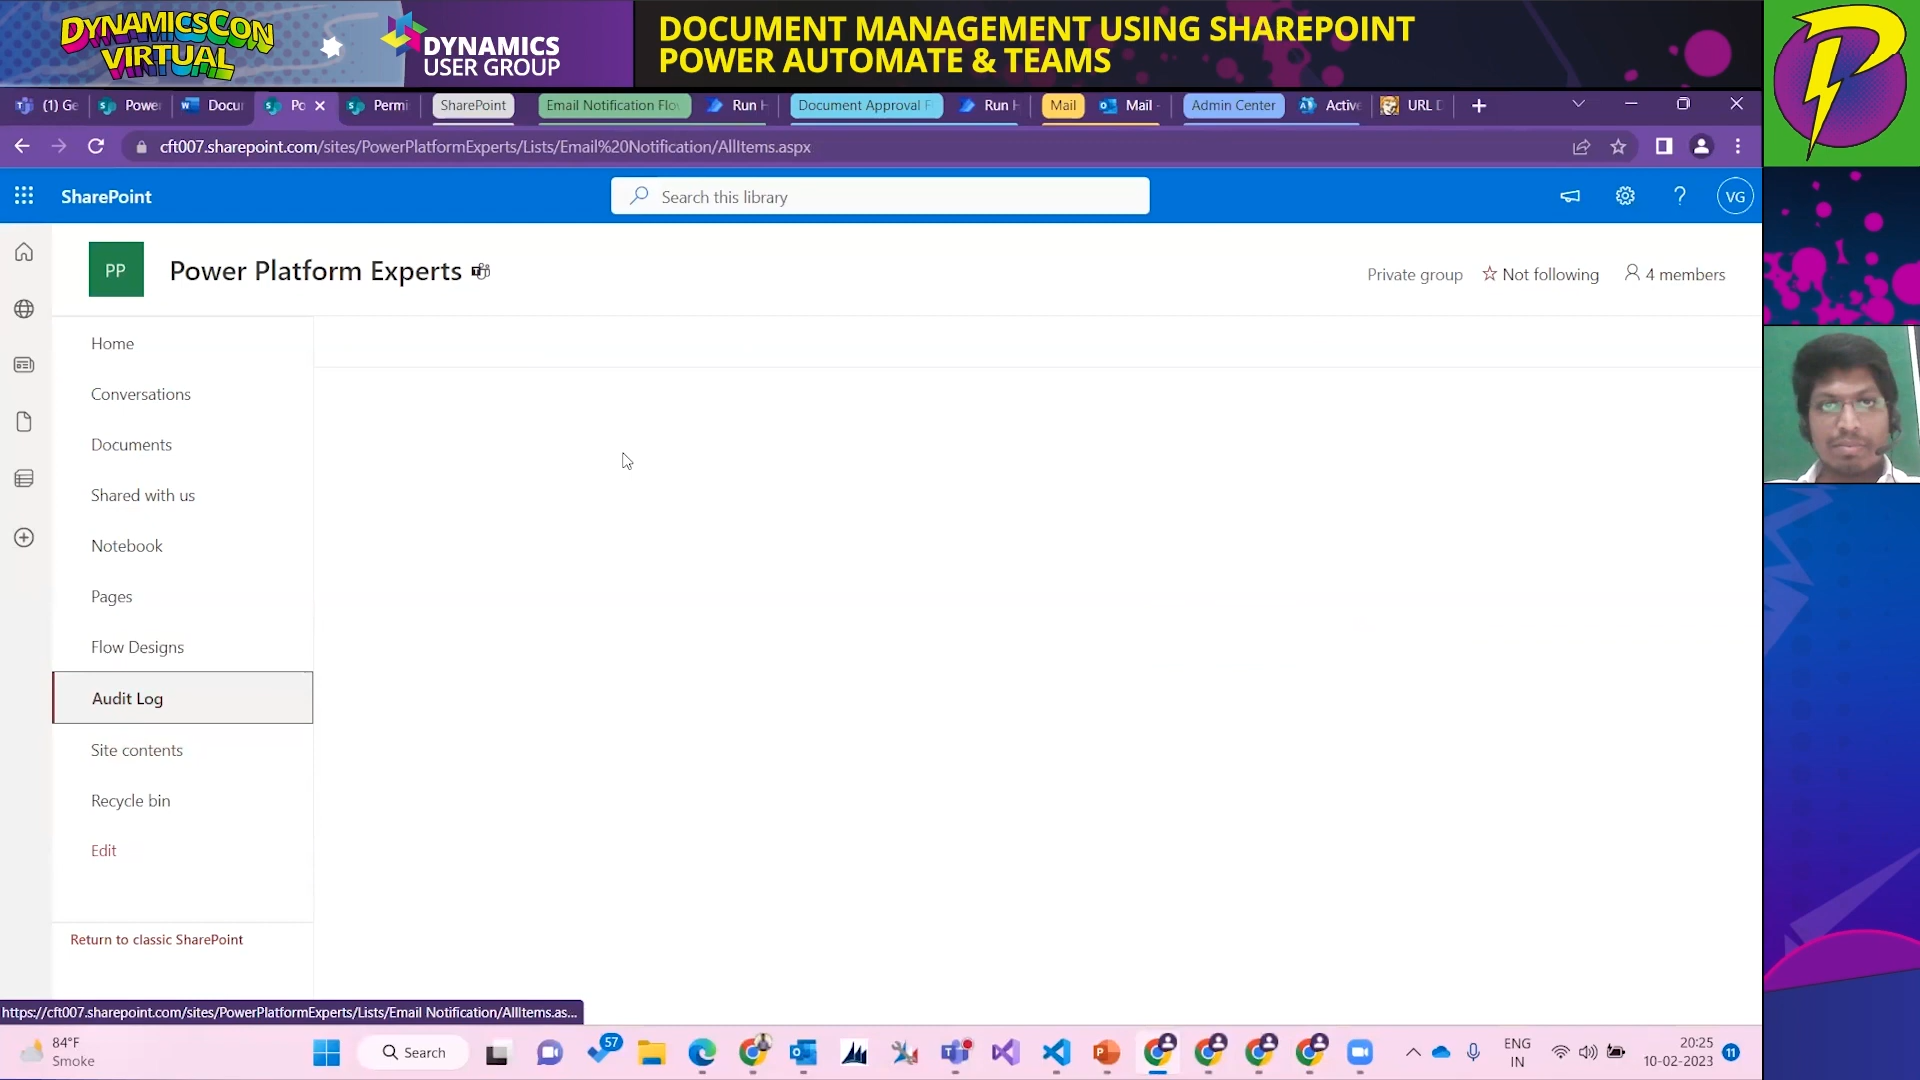 DYNAMICSCON
VIRTUAL
DYNAMICS
USER GROUP
DOCUMENT MANAGEMENT USING SHAREPOINT
POWER AUTOMATE & TEAMS
(1) Ge
Power
Docur
Po
Permi
SharePoint
Email Notification Flo
Run H
Document Approval F
Run H
Mail
Mail -
Admin Center
Active
URL D
cft007.sharepoint.com/sites/PowerPlatformExperts/Lists/Email%20Notification/AllItems.aspx
SharePoint
Search this library
VG
PP
Power Platform Experts
Private group
Not following
4 members
Home
Conversations
Documents
Shared with us
Notebook
Pages
Flow Designs
Audit Log
Site contents
Recycle bin
Edit
Return to classic SharePoint
https://cft007.sharepoint.com/sites/PowerPlatformExperts/Lists/Email Notification/AllItems.as...
84°F
Smoke
Search
57
ENG
IN
20:25
10-02-2023
11